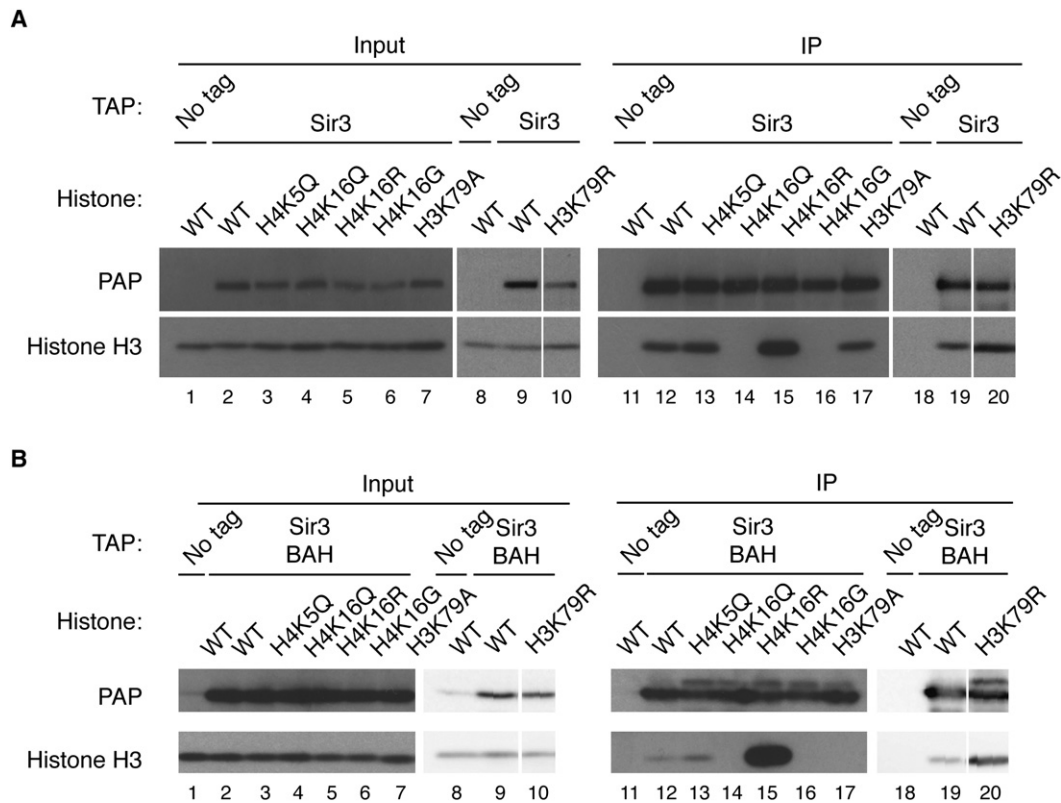 A
Input IP
TAP: No tag Sir3 No tag Sir3 No tag Sir3 No tag Sir3
Histone: WT WT H4K5Q H4K16Q H4K16R H4K16G H3K79A WT WT H3K79R WT WT H4K5Q H4K16Q H4K16R H4K16G H3K79A WT WT H3K79R
PAP
Histone H3
1 2 3 4 5 6 7 8 9 10 11 12 13 14 15 16 17 18 19 20
B
Input IP
TAP: No tag Sir3 BAH No tag Sir3 BAH No tag Sir3 BAH No tag Sir3 BAH
Histone: WT WT H4K5Q H4K16Q H4K16R H4K16G H3K79A WT WT H3K79R WT WT H4K5Q H4K16Q H4K16R H4K16G H3K79A WT WT H3K79R
PAP
Histone H3
1 2 3 4 5 6 7 8 9 10 11 12 13 14 15 16 17 18 19 20